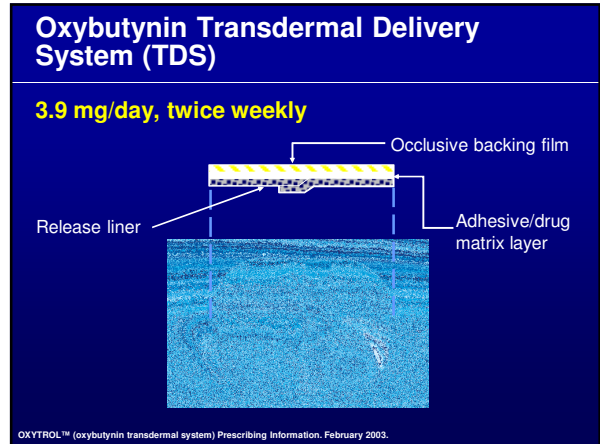 Oxybutynin Transdermal Delivery
System (TDS)
3.9 mg/day, twice weekly
Occlusive backing film
Release liner
Adhesive/drug
matrix layer
OXYTROL™ (oxybutynin transdermal system) Prescribing Information. February 2003.